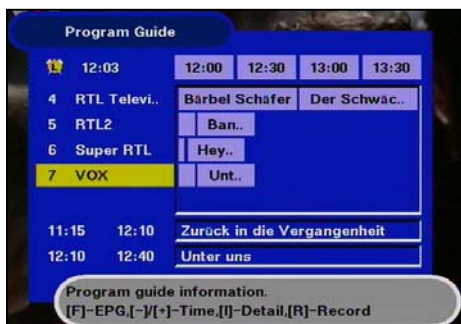 Program Guide
12:03 12:00 12:30 13:00 13:30
4 RTL Televi.. Bärbel Schäfer Der Schwäc..
5 RTL2 Ban..
6 Super RTL Hey..
7 VOX Unt..
11:15 12:10 Zurück in die Vergangenheit
12:10 12:40 Unter uns
Program guide information.
[F]-EPG,[-]/[+]-Time,[I]-Detail,[R]-Record